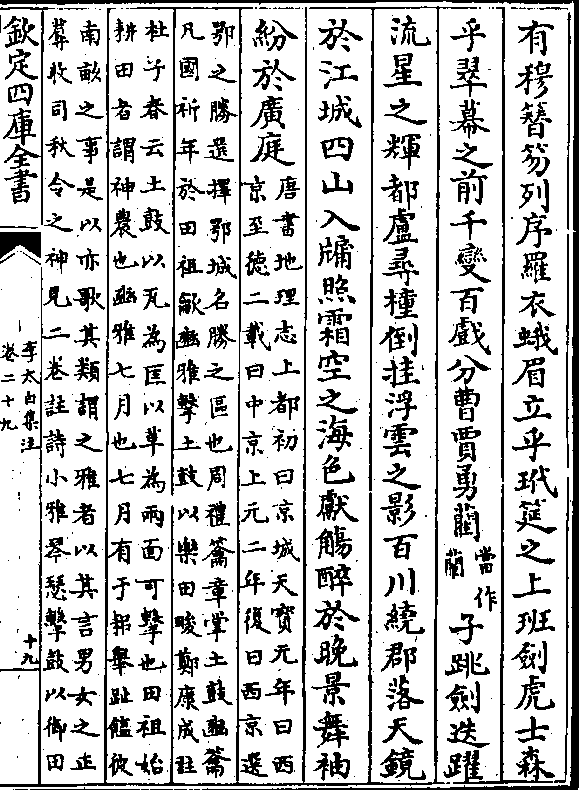 有穆簪笏列序羅衣蛾眉立乎玳筵之上班劒虎士森
乎翠幕之前千變百戲分曹賈勇藺當作蘭子跳劒迭躍
流星之輝都盧尋橦倒挂浮雲之影百川繞郡落天鏡
於江城四山入牖照霜空之海色獻觴醉於晚景舞袖
紛於廣庭
唐書地理志上都初曰京城天寳元年曰西
京至徳二載曰中京上元二年復曰西京選
鄂之勝選擇鄂城名勝之區也周禮籥章掌土鼓豳籥
凡國祈年於田祖龡豳雅擊土鼓以樂田畯鄭康成註
杜子春云土鼓以瓦為匡以革為兩面可擊也田祖始
耕田者謂神農也豳雅七月也七月有于耜舉趾饁彼
南畝之事是以亦歌其類謂之雅者以其言男女之正
蓐收司秋令之神見二卷註詩小雅琴瑟擊鼓以御田
欽定四庫全書
李太白集注
卷二十九
十九